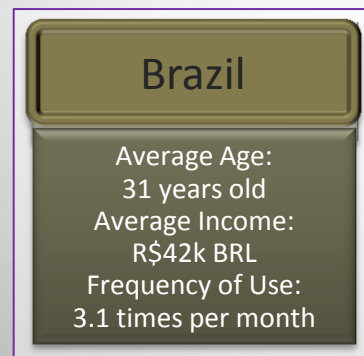 Brazil
Average Age:
31 years old
Average Income:
R$42k BRL
Frequency of Use:
3.1 times per month